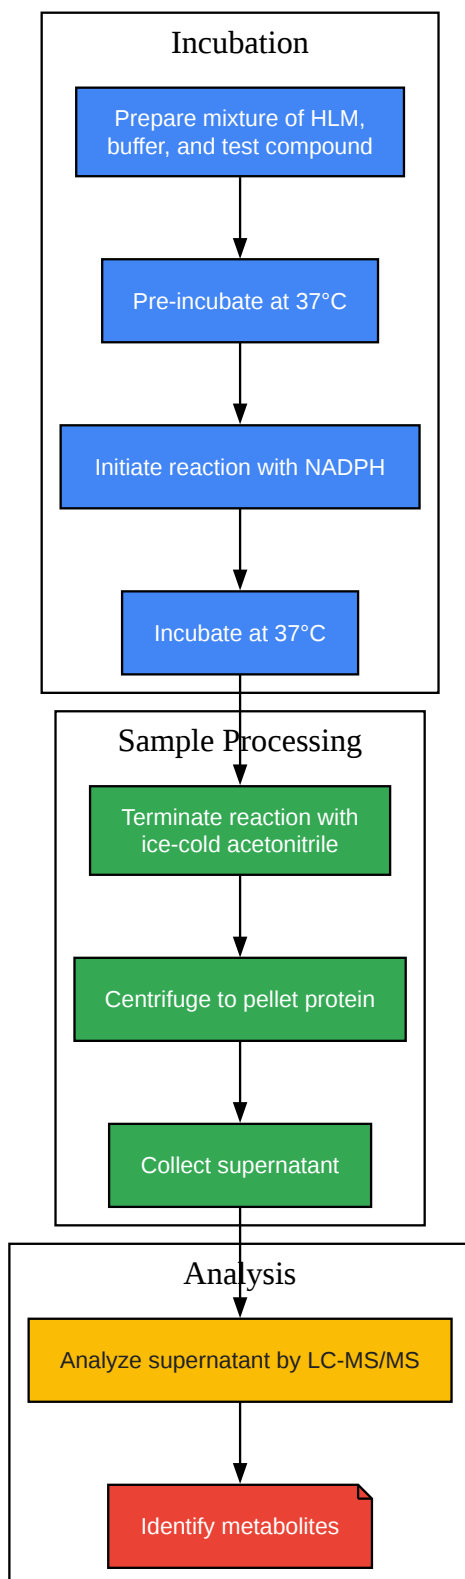 Incubation
Prepare mixture of HLM,
buffer, and test compound
Pre-incubate at 37°C
Initiate reaction with NADPH
Incubate at 37°C
Sample Processing
Terminate reaction with
ice-cold acetonitrile
Centrifuge to pellet protein
Collect supernatant
Analysis
Analyze supernatant by LC-MS/MS
Identify metabolites